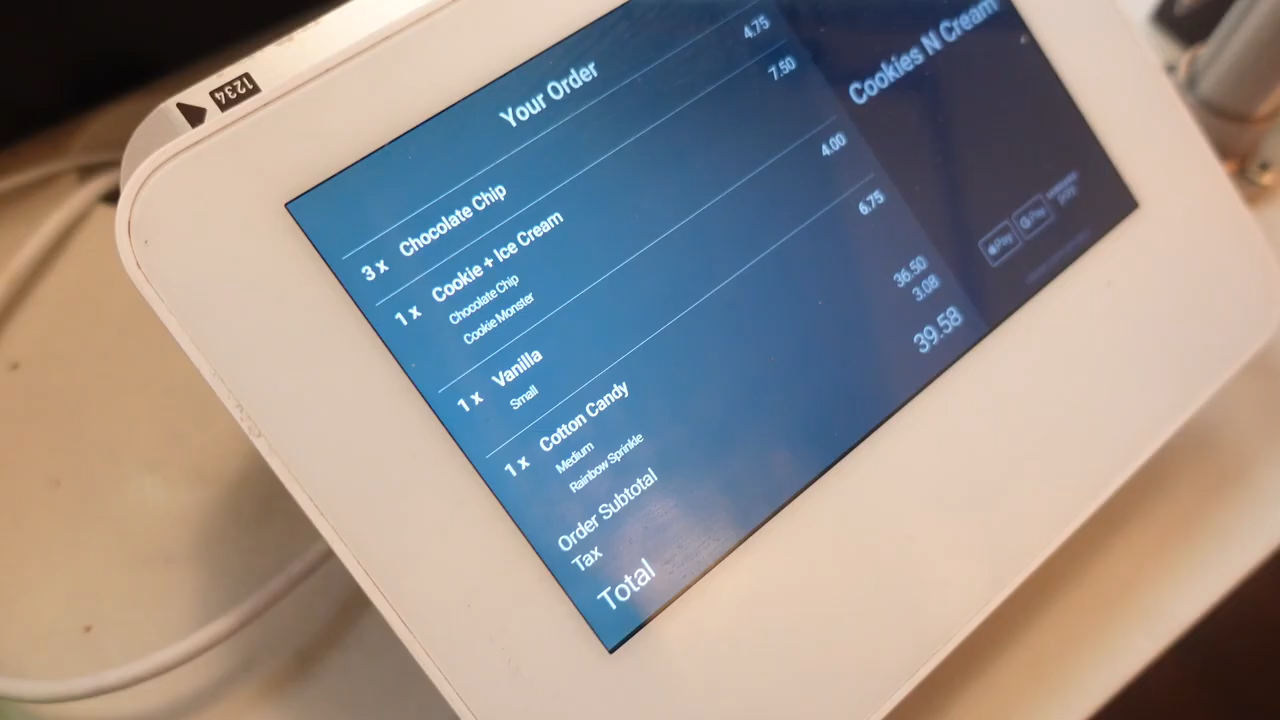 1234
Your Order
3 x Chocolate Chip 4.75
1 x Cookie + Ice Cream 7.50
Chocolate Chip
Cookie Monster
1 x Vanilla 4.00
Small
1 x Cotton Candy 6.75
Medium
Rainbow Sprinkle
Order Subtotal 36.50
Tax 3.08
Total 39.58
Cookies N Cream
Pay
G Pay